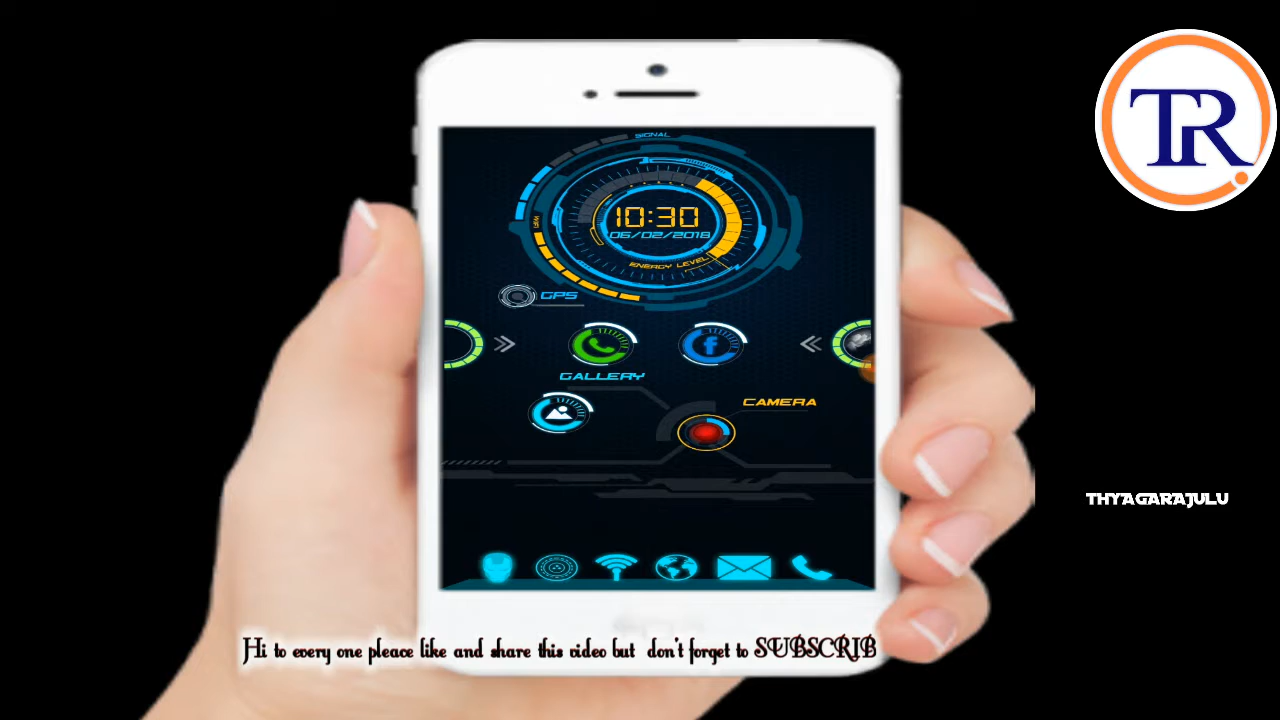 TR
SIGNAL
WIFI
10:30
06/02/2018
ENERGY LEVEL
GPS
GALLERY
CAMERA
THYAGARAJULU
Hi to every one pleace like and share this video but don't forget to SUBSCRIB